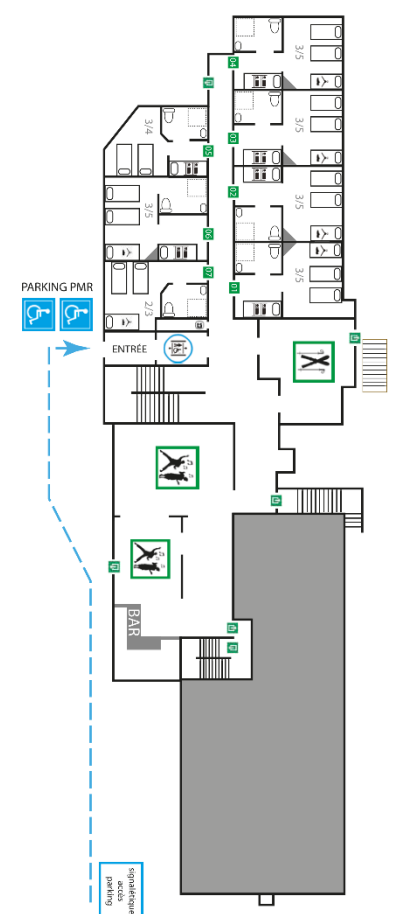 3/5
04
3/5
03
3/4
05
3/5
02
3/5
06
3/5
07
01
2/3
PARKING PMR
ENTRÉE
BAR
signalétique
accès
parking